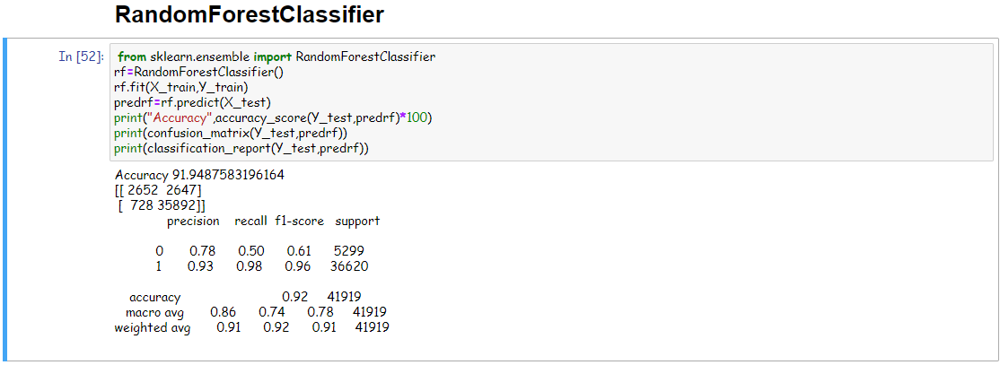 RandomForestClassifier
In [52]: from sklearn.ensemble import RandomForestClassifier
rf=RandomForestClassifier()
rf.fit(X_train,Y_train)
predrf=rf.predict(X_test)
print("Accuracy",accuracy_score(Y_test,predrf)*100)
print(confusion_matrix(Y_test,predrf))
print(classification_report(Y_test,predrf))
Accuracy 91.9487583196164
[[ 2652 2647]
[ 728 35892]]
precision recall f1-score support
0 0.78 0.50 0.61 5299
1 0.93 0.98 0.96 36620
accuracy 0.92 41919
macro avg 0.86 0.74 0.78 41919
weighted avg 0.91 0.92 0.91 41919